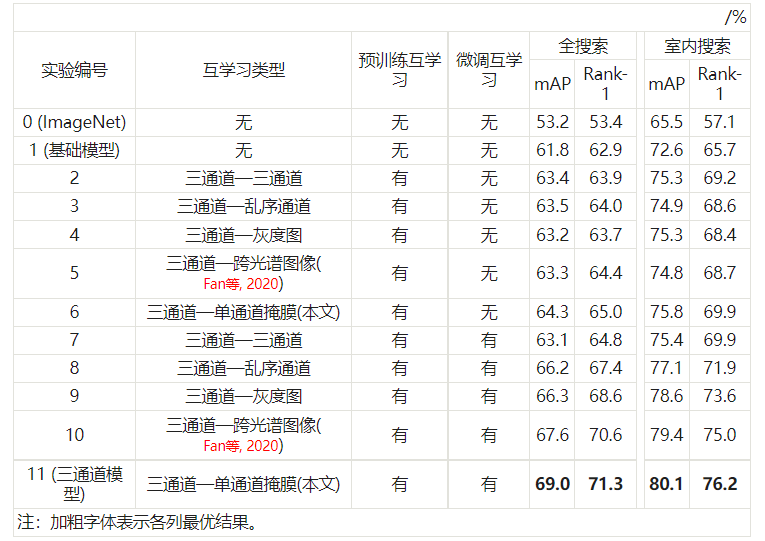 /%
实验编号 互学习类型 预训练互学习 微调互学习 全搜索 室内搜索
mAP Rank-1 mAP Rank-1
0 (ImageNet) 无 无 无 53.2 53.4 65.5 57.1
1 (基础模型) 无 无 无 61.8 62.9 72.6 65.7
2 三通道—三通道 有 无 63.4 63.9 75.3 69.2
3 三通道—乱序通道 有 无 63.5 64.0 74.9 68.6
4 三通道—灰度图 有 无 63.2 63.7 75.3 68.4
5 三通道—跨光谱图像(Fan等, 2020) 有 无 63.3 64.4 74.8 68.7
6 三通道—单通道掩膜(本文) 有 无 64.3 65.0 75.8 69.9
7 三通道—三通道 有 有 63.1 64.8 75.4 69.9
8 三通道—乱序通道 有 有 66.2 67.4 77.1 71.9
9 三通道—灰度图 有 有 66.3 68.6 78.6 73.6
10 三通道—跨光谱图像(Fan等, 2020) 有 有 67.6 70.6 79.4 75.0
11 (三通道模型) 三通道—单通道掩膜(本文) 有 有 69.0 71.3 80.1 76.2
注：加粗字体表示各列最优结果。